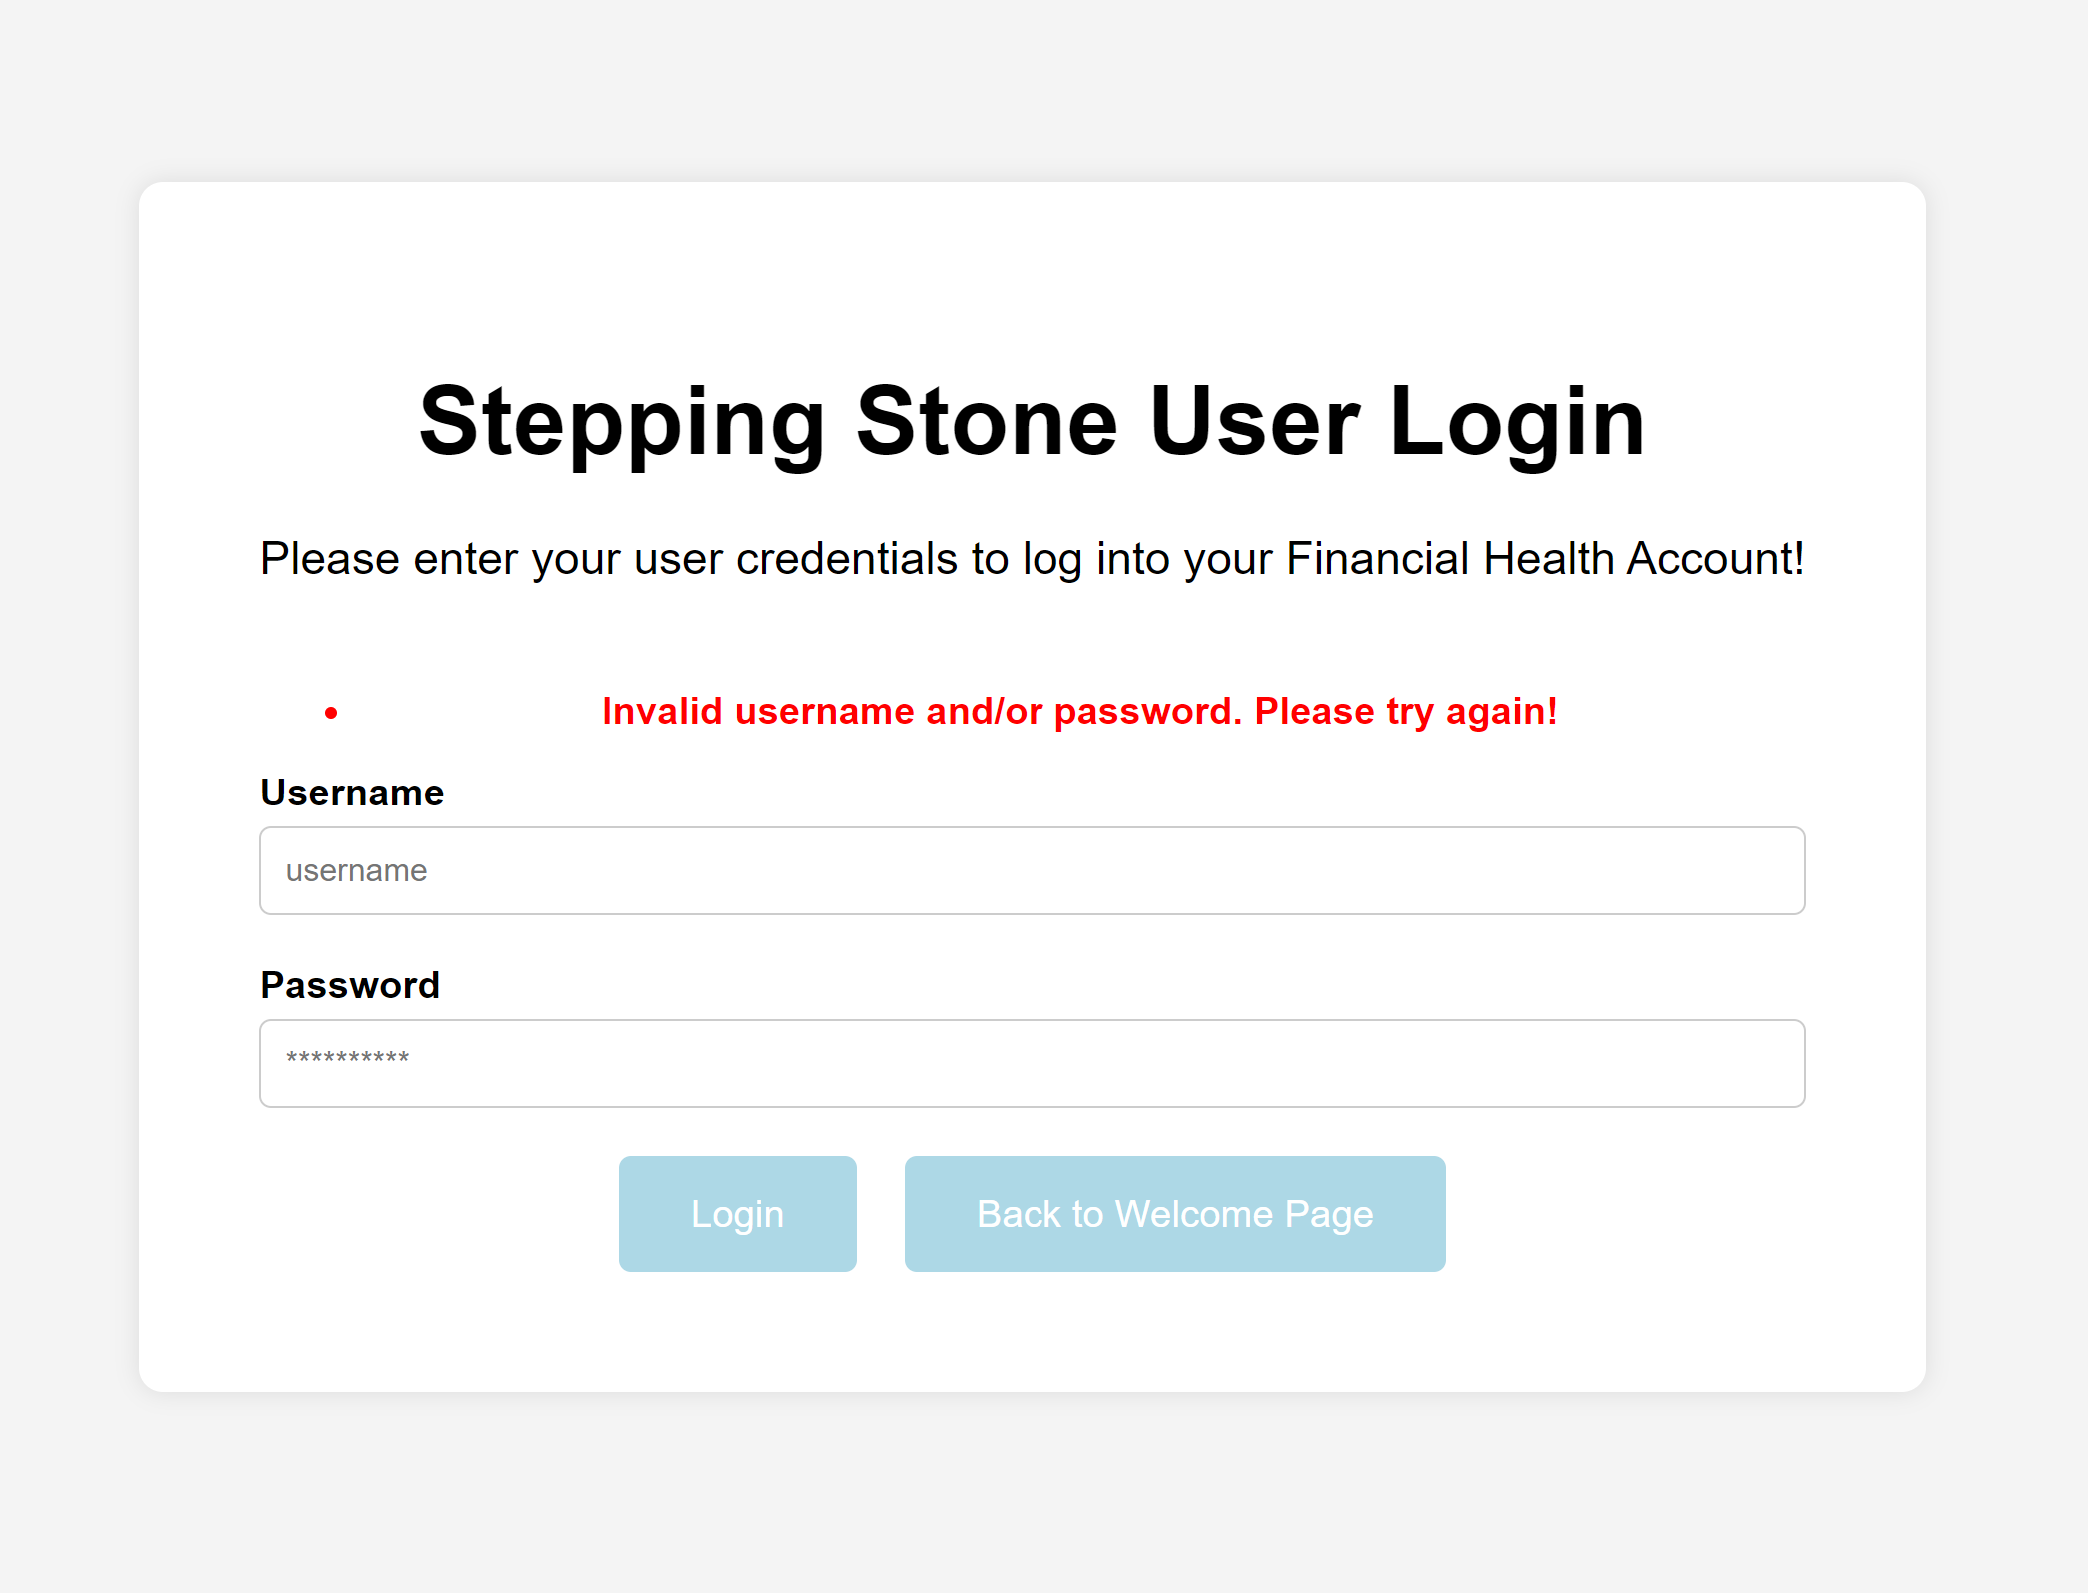 Stepping Stone User Login
Please enter your user credentials to log into your Financial Health Account!
• Invalid username and/or password. Please try again!
Username
username
Password
**********
Login
Back to Welcome Page